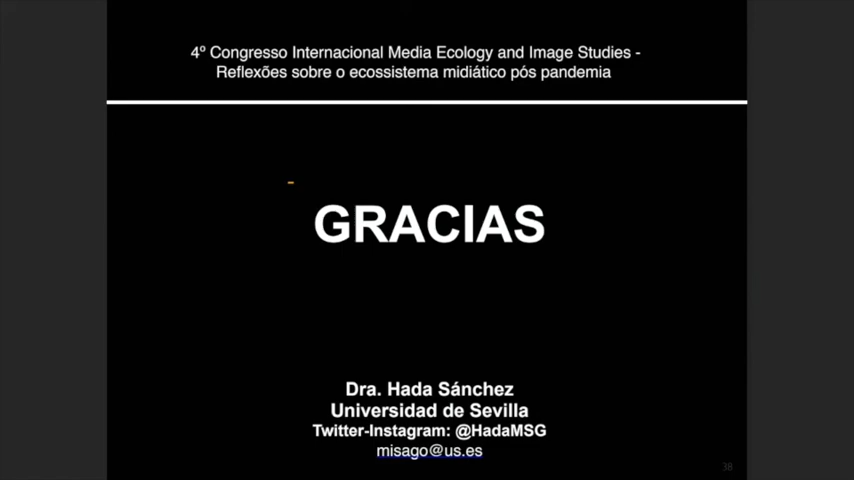 4º Congresso Internacional Media Ecology and Image Studies -
Reflexões sobre o ecossistema midiático pós pandemia
GRACIAS
Dra. Hada Sánchez
Universidad de Sevilla
Twitter-Instagram: @HadaMSG
misago@us.es
38